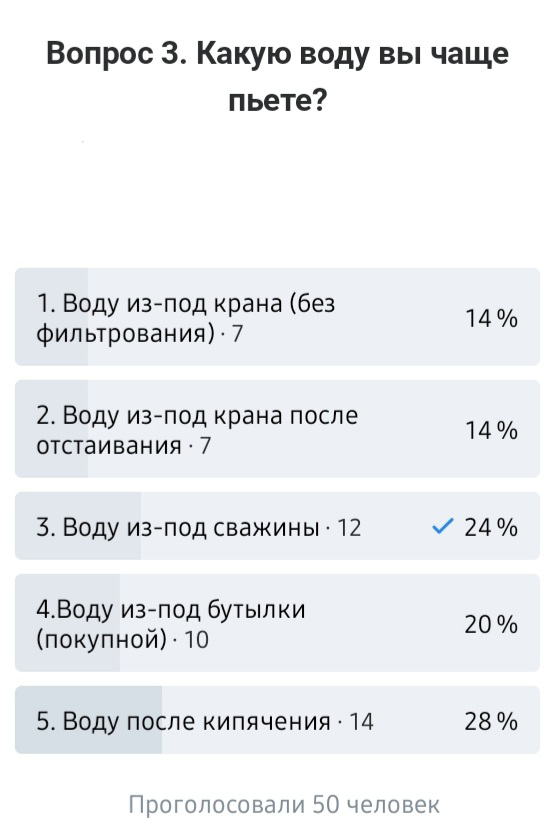 Вопрос 3. Какую воду вы чаще
пьете?
1. Воду из-под крана (без
фильтрования) · 7
14 %
2. Воду из-под крана после
отстаивания · 7
14 %
3. Воду из-под сважины · 12
24 %
4.Воду из-под бутылки
(покупной) · 10
20 %
5. Воду после кипячения · 14
28 %
Проголосовали 50 человек